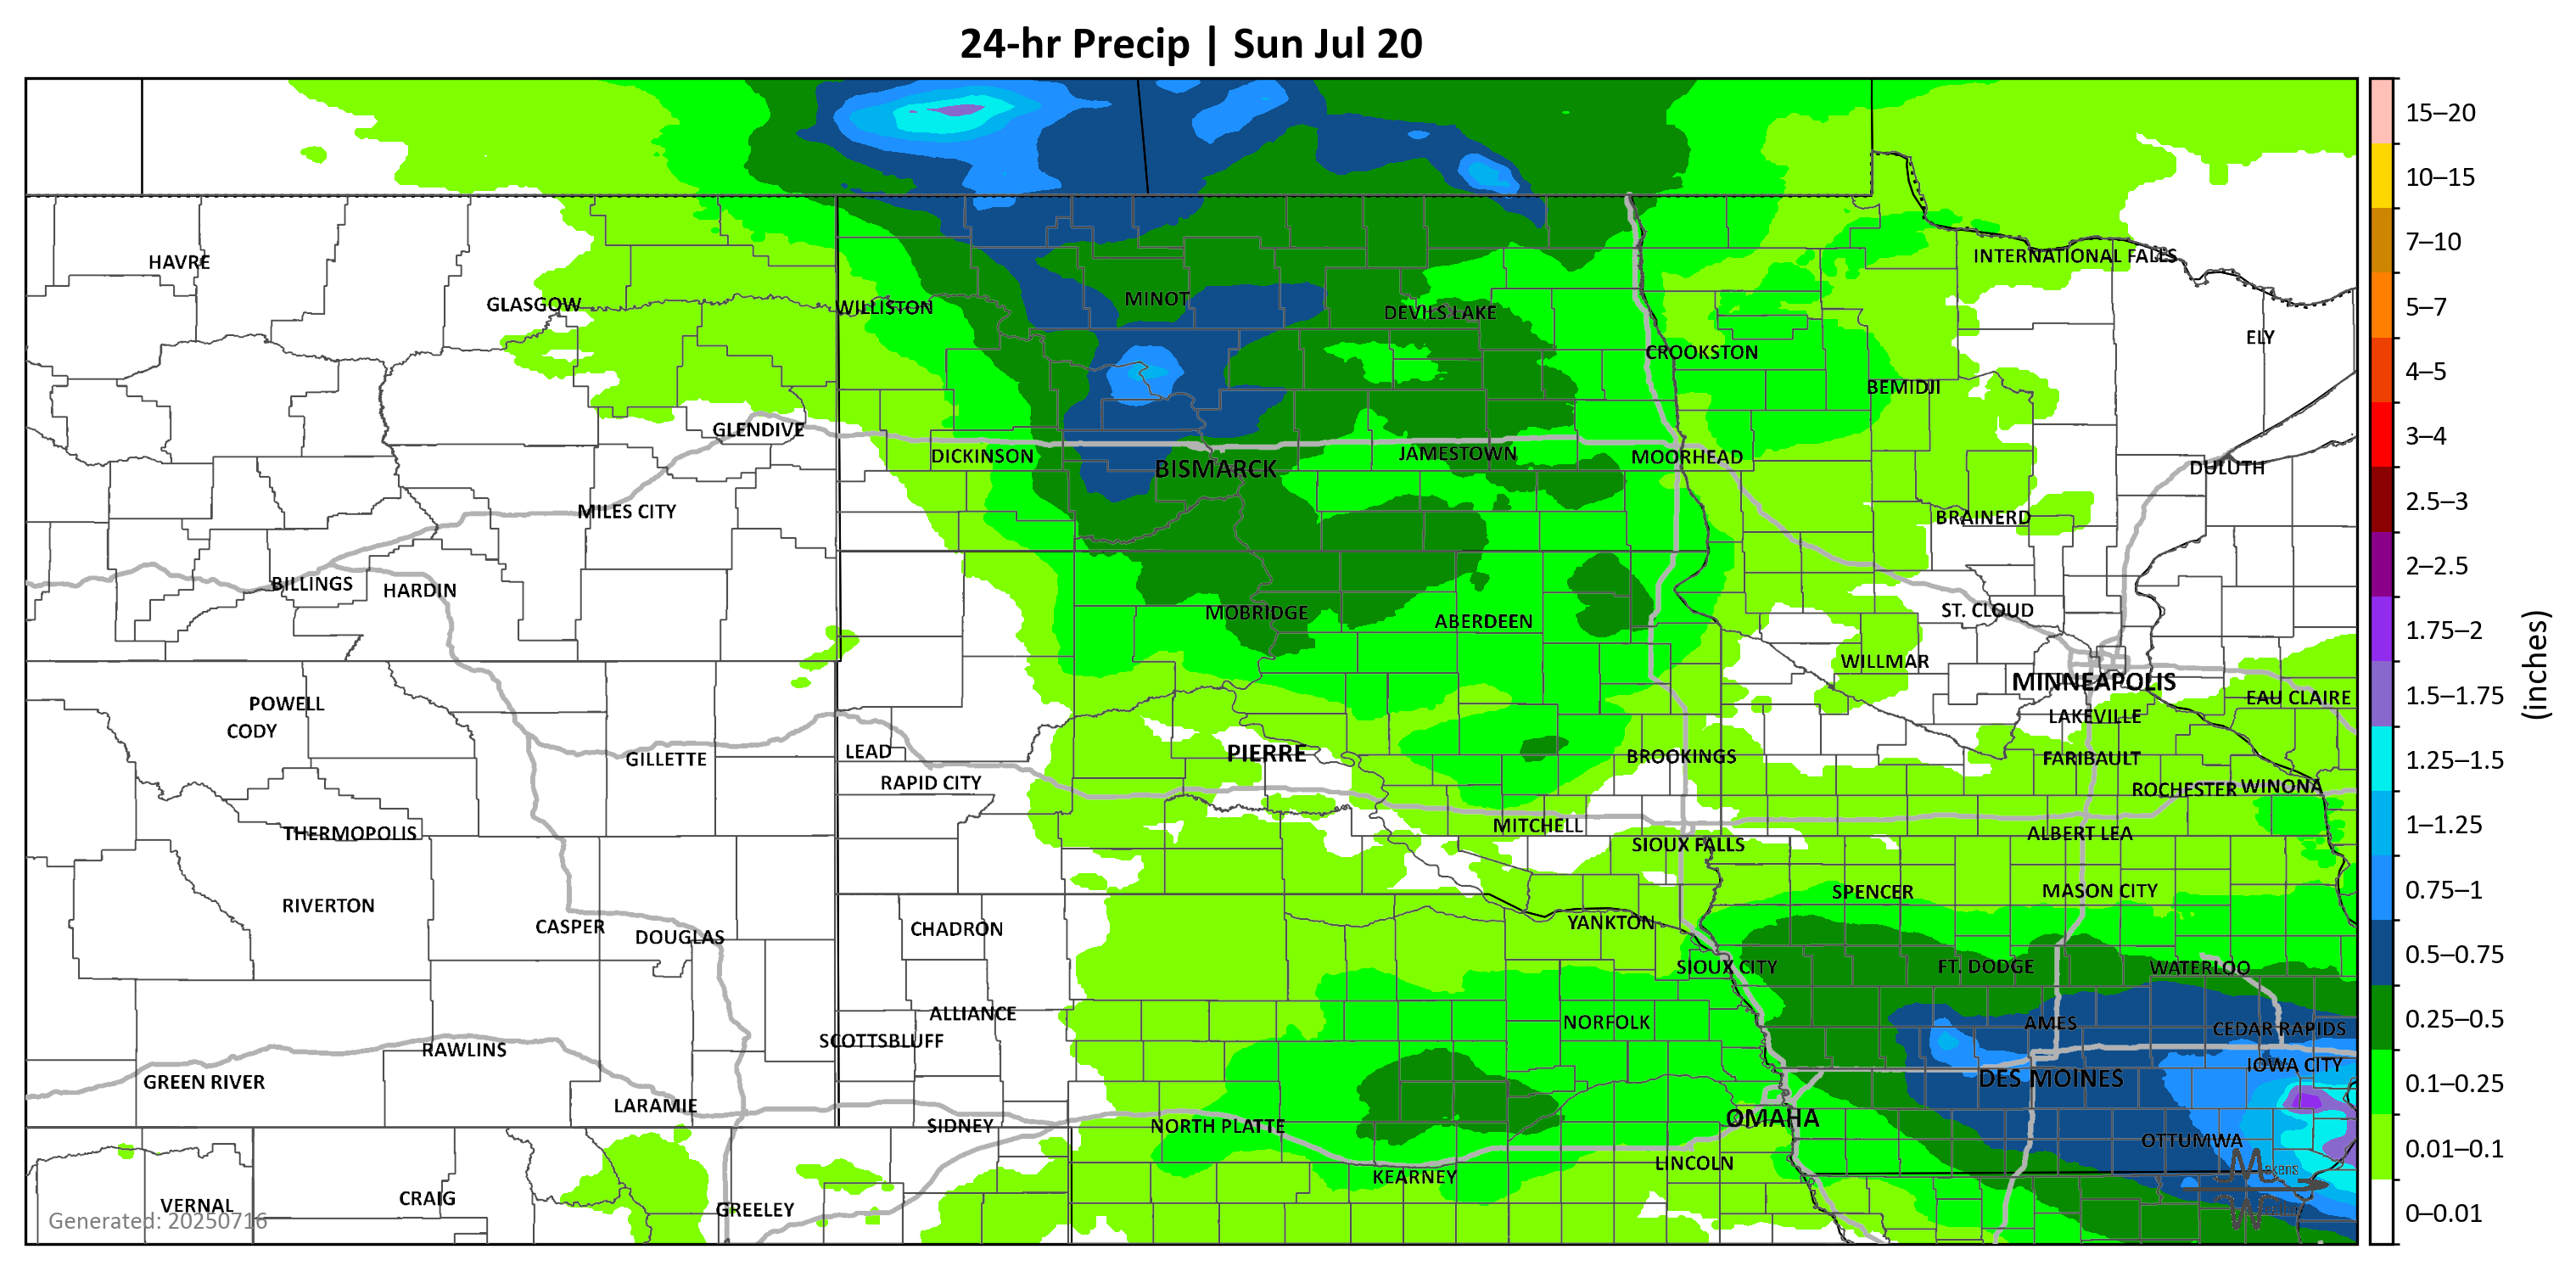 24-hr Precip | Sun Jul 20
15–20
10–15
7–10
5–7
4–5
3–4
2.5–3
2–2.5
1.75–2
1.5–1.75
1.25–1.5
1–1.25
0.75–1
0.5–0.75
0.25–0.5
0.1–0.25
0.01–0.1
0–0.01
(inches)
HAVRE
INTERNATIONAL FALLS
GLASGOW
WILLISTON
MINOT
DEVILS LAKE
ELY
CROOKSTON
BEMIDJI
GLENDIVE
DICKINSON
BISMARCK
JAMESTOWN
MOORHEAD
DULUTH
MILES CITY
BRAINERD
BILLINGS
HARDIN
MOBRIDGE
ABERDEEN
ST. CLOUD
WILLMAR
MINNEAPOLIS
EAU CLAIRE
POWELL
CODY
LAKEVILLE
GILLETTE
LEAD
PIERRE
BROOKINGS
FARIBAULT
RAPID CITY
ROCHESTER
WINONA
THERMOPOLIS
MITCHELL
SIOUX FALLS
ALBERT LEA
RIVERTON
SPENCER
MASON CITY
CASPER
DOUGLAS
CHADRON
YANKTON
SIOUX CITY
FT. DODGE
WATERLOO
ALLIANCE
NORFOLK
AMES
CEDAR RAPIDS
SCOTTSBLUFF
RAWLINS
IOWA CITY
GREEN RIVER
DES MOINES
LARAMIE
SIDNEY
NORTH PLATTE
OMAHA
OTTUMWA
LINCOLN
KEARNEY
VERNAL
CRAIG
GREELEY
Generated: 20250716